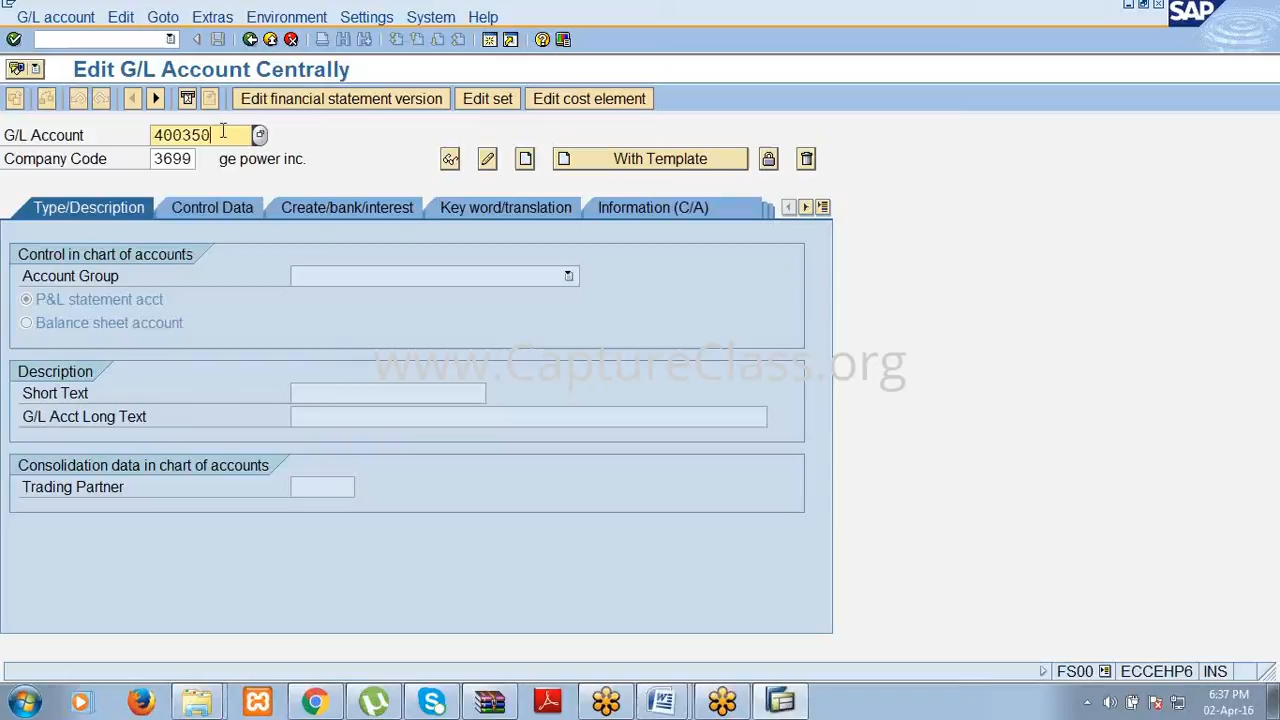 G/L account Edit Goto Extras Environment Settings System Help
SAP
Edit G/L Account Centrally
Edit financial statement version Edit set Edit cost element
G/L Account 400350
Company Code 3699 ge power inc. With Template
Type/Description Control Data Create/bank/interest Key word/translation Information (C/A)
Control in chart of accounts
Account Group
P&L statement acct
Balance sheet account
www.CaptureClass.org
Description
Short Text
G/L Acct Long Text
Consolidation data in chart of accounts
Trading Partner
FS00 ECCEHP6 INS
6:37 PM
02-Apr-16